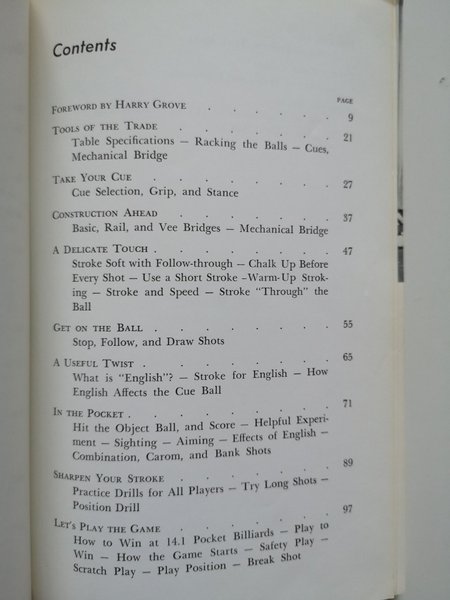 Contents
PAGE
FOREWORD BY HARRY GROVE . . . . . . 9
TOOLS OF THE TRADE . . . . . . . 21
Table Specifications — Racking the Balls — Cues,
Mechanical Bridge
TAKE YOUR CUE . . . . . . . 27
Cue Selection, Grip, and Stance
CONSTRUCTION AHEAD . . . . . . . 37
Basic, Rail, and Vee Bridges — Mechanical Bridge
A DELICATE TOUCH . . . . . . . 47
Stroke Soft with Follow-through — Chalk Up Before
Every Shot — Use a Short Stroke –Warm-Up Strok-
ing — Stroke and Speed — Stroke "Through" the
Ball
GET ON THE BALL . . . . . . . 55
Stop, Follow, and Draw Shots
A USEFUL TWIST . . . . . . . 65
What is "English"? — Stroke for English — How
English Affects the Cue Ball
IN THE POCKET . . . . . . . 71
Hit the Object Ball, and Score — Helpful Experi-
ment — Sighting — Aiming — Effects of English —
Combination, Carom, and Bank Shots
SHARPEN YOUR STROKE . . . . . . . 89
Practice Drills for All Players — Try Long Shots —
Position Drill
LET'S PLAY THE GAME . . . . . . . 97
How to Win at 14.1 Pocket Billiards — Play to
Win — How the Game Starts — Safety Play —
Scratch Play — Play Position — Break Shot